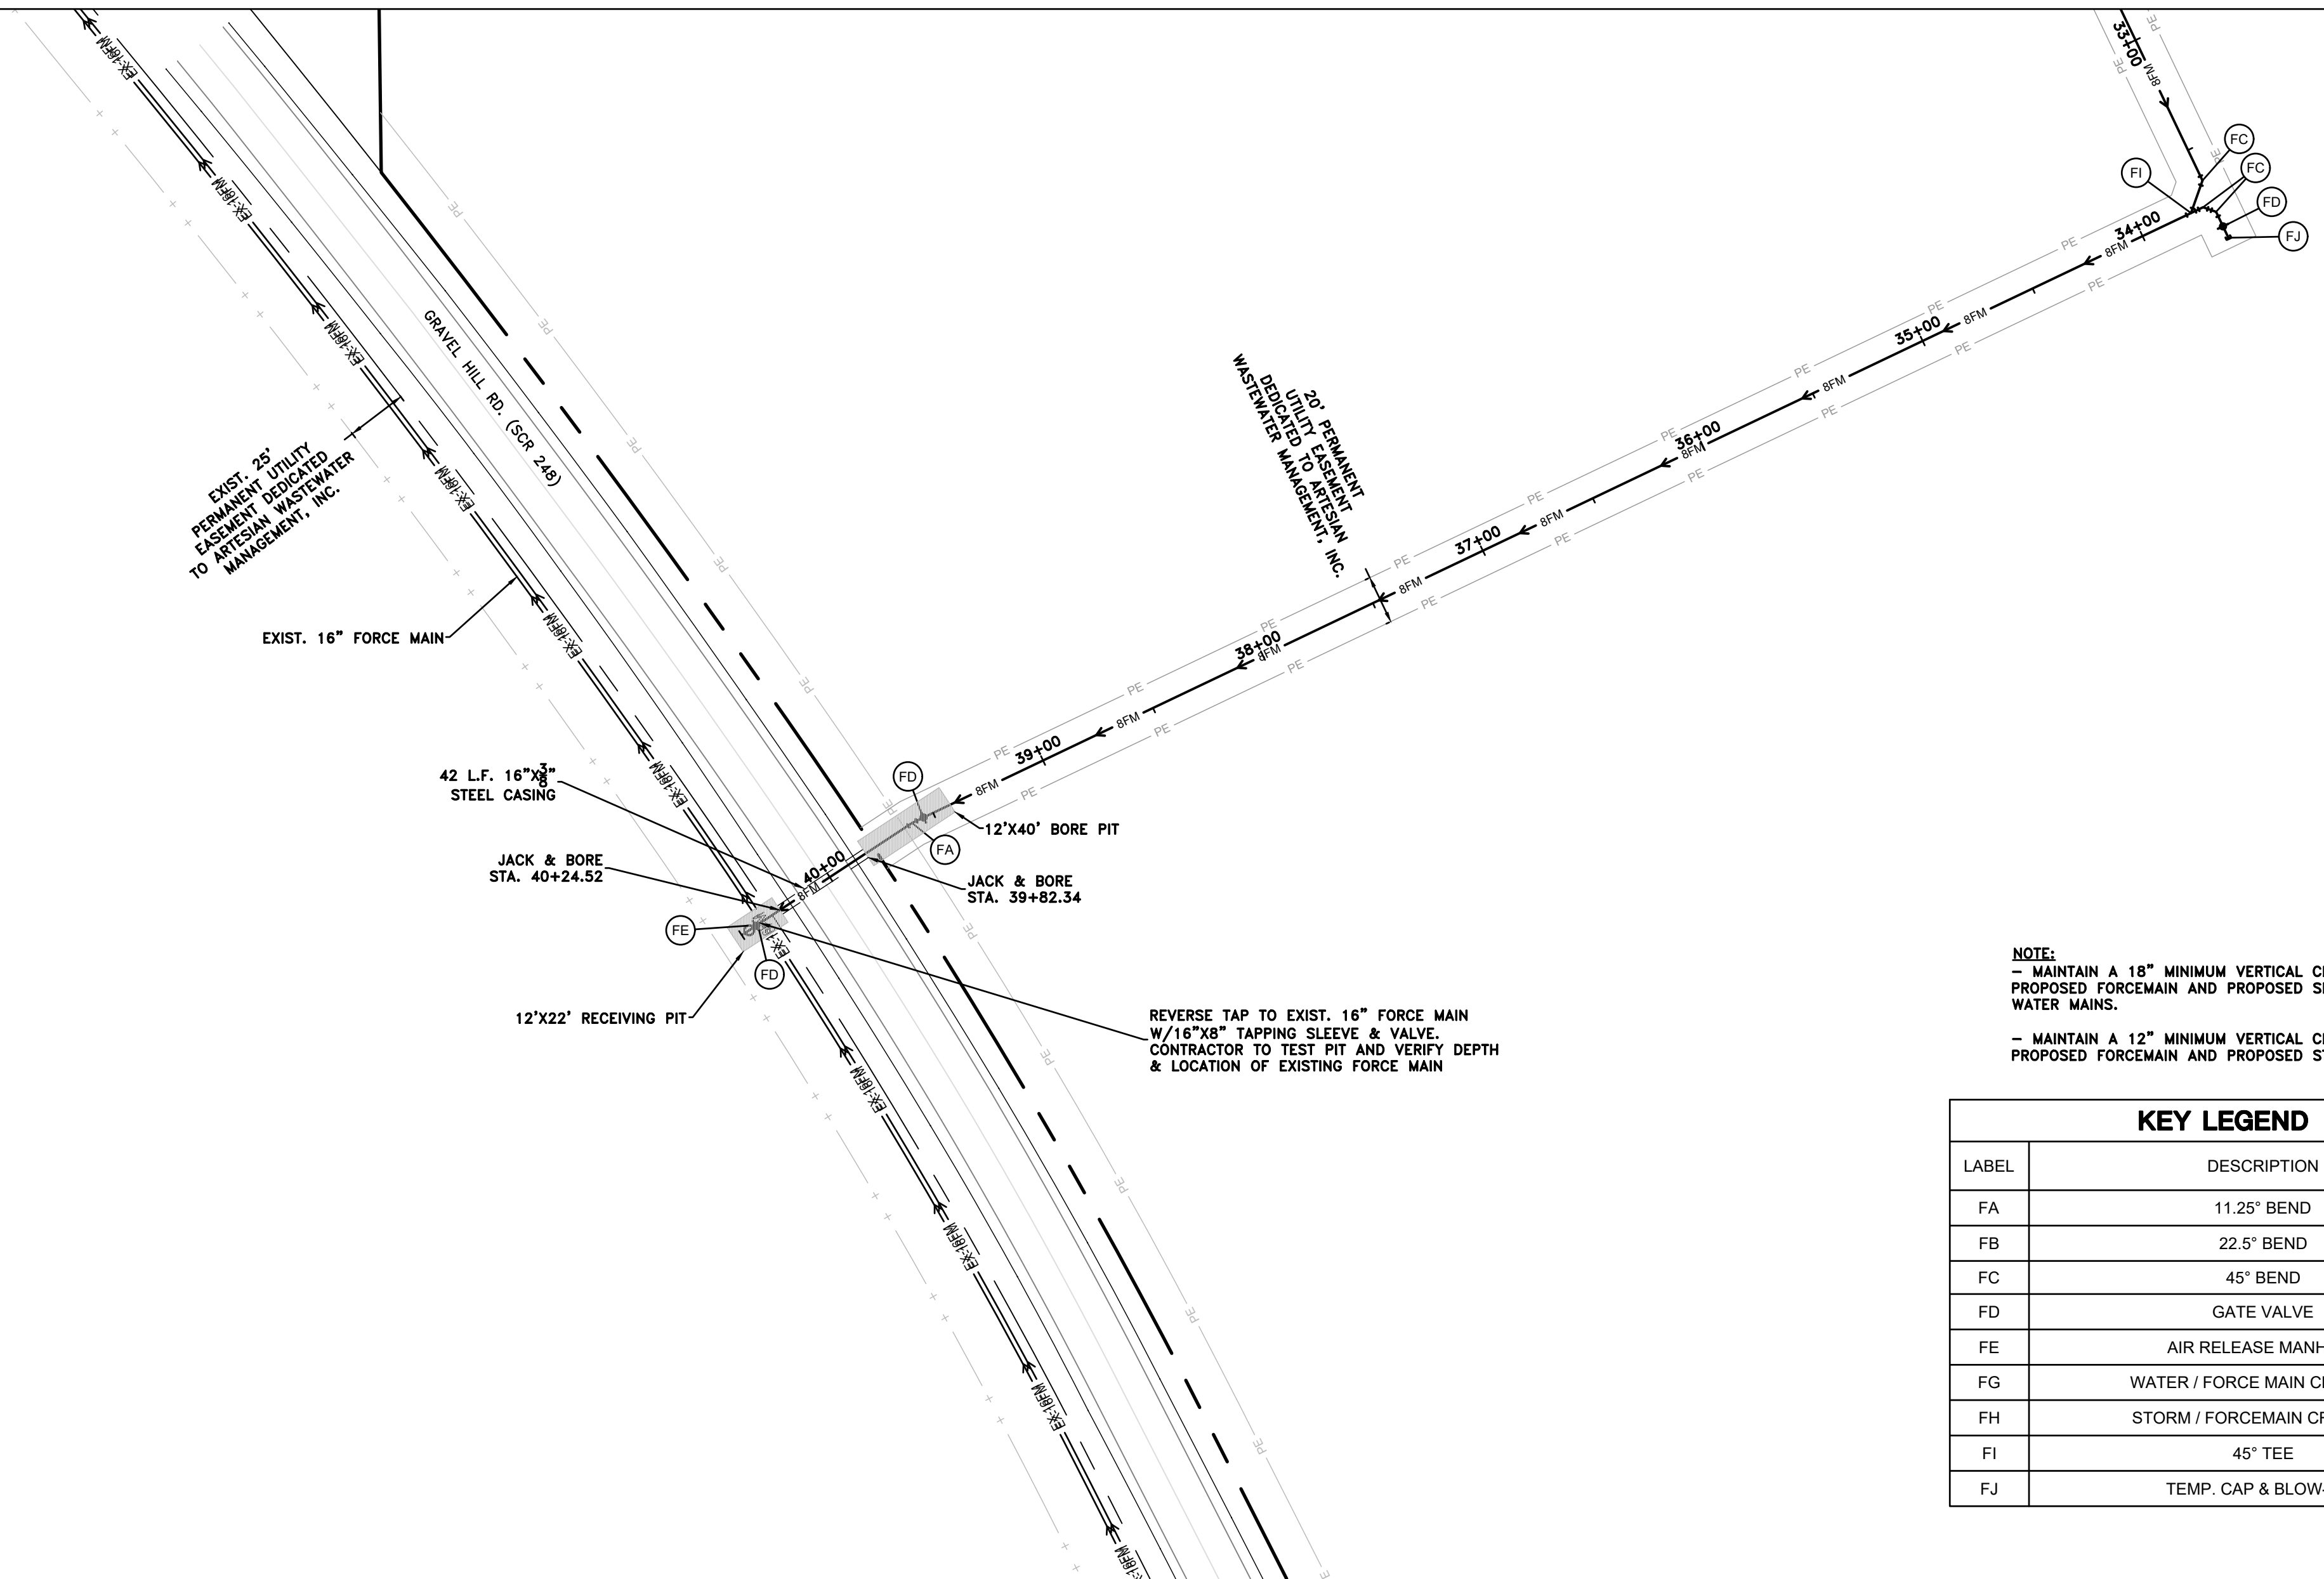 33+00
8FM
PE
PE
FC
FC
FI
FD
FJ
34+00
8FM
35+00
8FM
8FM
36+00
8FM
8FM
37+00
8FM
38+00
8FM
8FM
39+00
8FM
40+00
8FM
PE
EX-16FM
GRAVEL HILL RD. (SCR 248)
EXIST. 25'
PERMANENT UTILITY
EASEMENT DEDICATED
TO ARTESIAN WASTEWATER
MANAGEMENT, INC.
20' PERMANENT
UTILITY EASEMENT
DEDICATED TO ARTESIAN
WASTEWATER MANAGEMENT, INC.
EXIST. 16" FORCE MAIN
42 L.F. 16"X3/8"
STEEL CASING
FD
12'X40' BORE PIT
FA
JACK & BORE
STA. 40+24.52
JACK & BORE
STA. 39+82.34
FE
FD
12'X22' RECEIVING PIT
REVERSE TAP TO EXIST. 16" FORCE MAIN
W/16"X8" TAPPING SLEEVE & VALVE.
CONTRACTOR TO TEST PIT AND VERIFY DEPTH
& LOCATION OF EXISTING FORCE MAIN
NOTE:
- MAINTAIN A 18" MINIMUM VERTICAL
PROPOSED FORCEMAIN AND PROPOSED
WATER MAINS.
- MAINTAIN A 12" MINIMUM VERTICAL
PROPOSED FORCEMAIN AND PROPOSED
KEY LEGEND
LABEL DESCRIPTION
FA 11.25° BEND
FB 22.5° BEND
FC 45° BEND
FD GATE VALVE
FE AIR RELEASE MANH
FG WATER / FORCE MAIN
FH STORM / FORCEMAIN
FI 45° TEE
FJ TEMP. CAP & BLOW